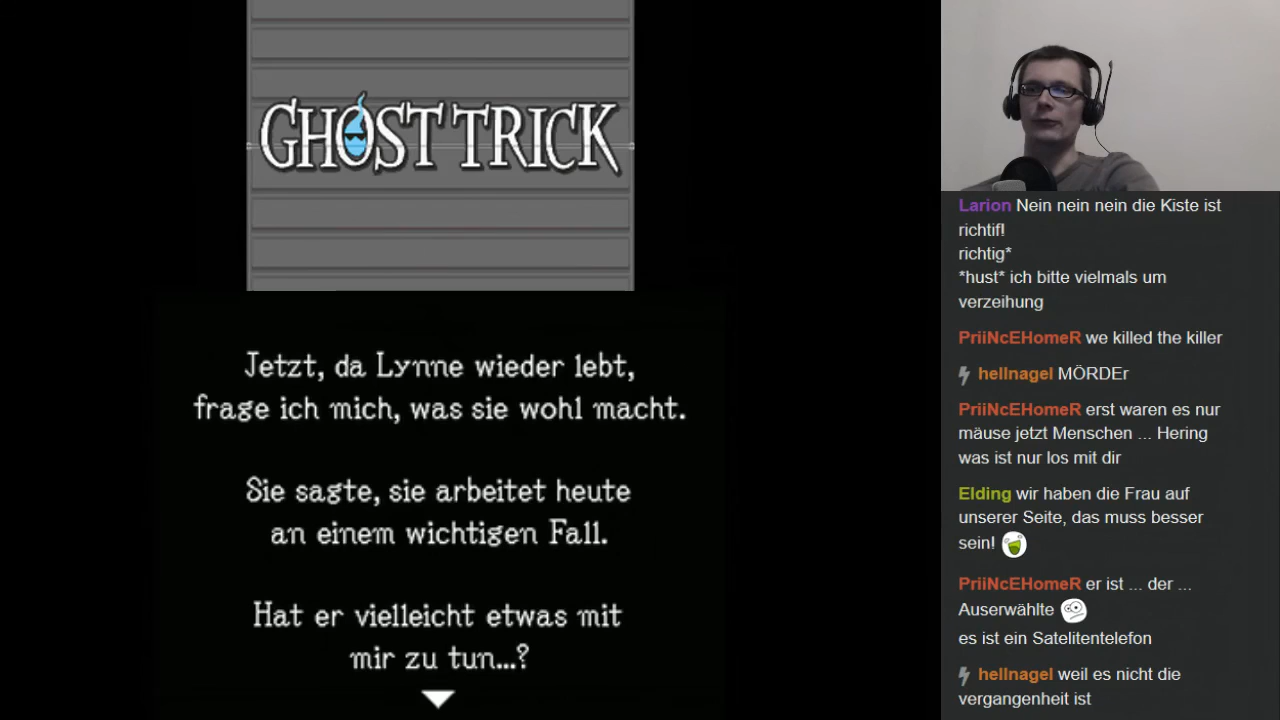 GHOST TRICK
Jetzt, da Lynne wieder lebt,
frage ich mich, was sie wohl macht.
Sie sagte, sie arbeitet heute
an einem wichtigen Fall.
Hat er vielleicht etwas mit
mir zu tun...?
Larion Nein nein nein die Kiste ist
richtif!
richtig*
*hust* ich bitte vielmals um
verzeihung
PriiNcEHomeR we killed the killer
hellnagel MÖRDEr
PriiNcEHomeR erst waren es nur
mäuse jetzt Menschen ... Hering
was ist nur los mit dir
Elding wir haben die Frau auf
unserer Seite, das muss besser
sein!
PriiNcEHomeR er ist ... der ...
Auserwählte
es ist ein Satelitentelefon
hellnagel weil es nicht die
vergangenheit ist